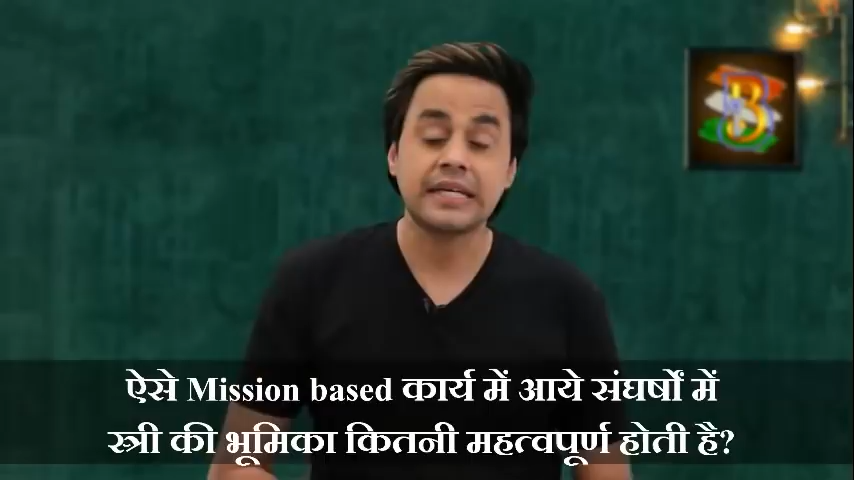 B
ऐसे Mission based कार्य में आये संघर्षों में
स्त्री की भूमिका कितनी महत्वपूर्ण होती है?